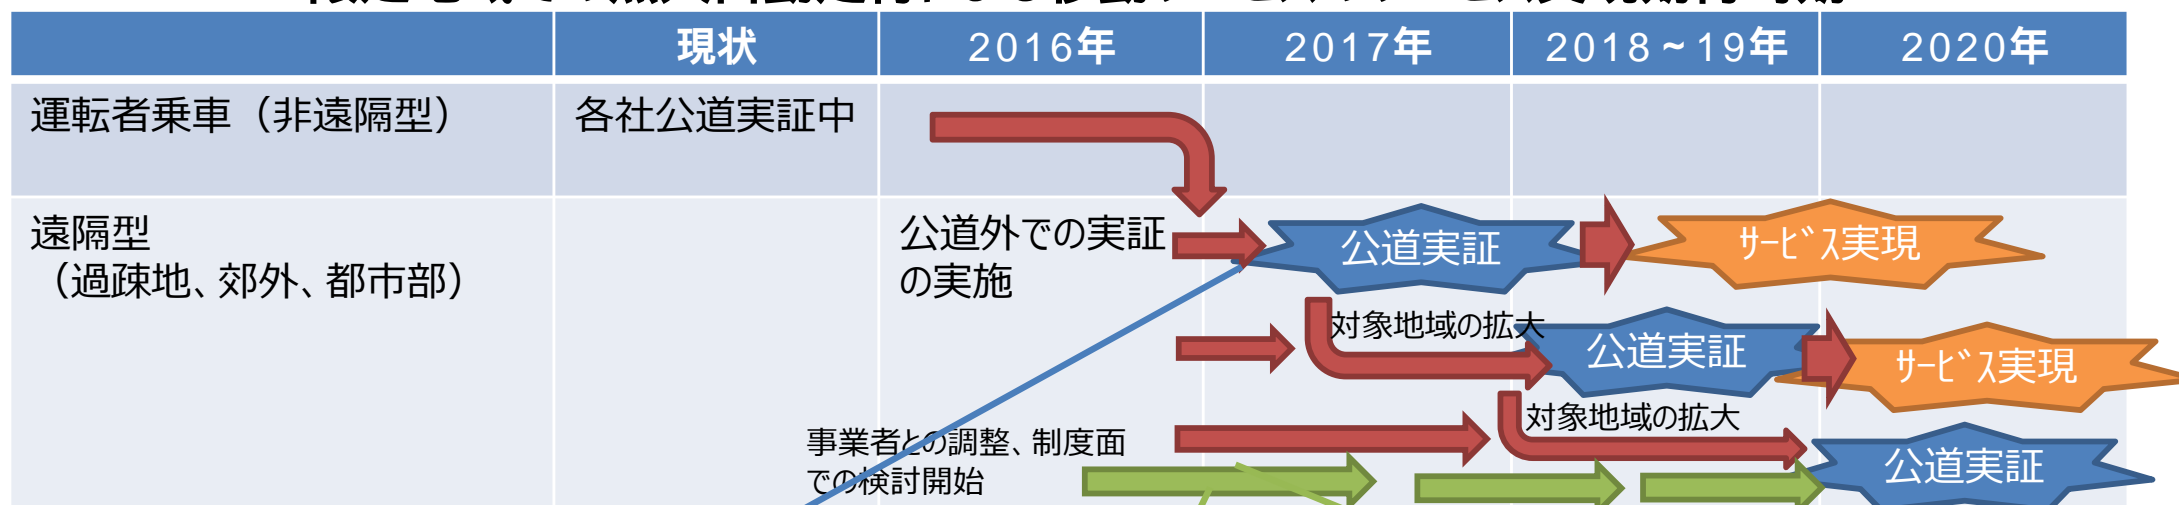 現状
2016年
2017年
2018~19年
2020年
運転者乗車（非遠隔型）
各社公道実証中
遠隔型
（過疎地、郊外、都市部）
公道外での実証
の実施
公道実証
ｻｰﾋﾞｽ実現
対象地域の拡大
公道実証
ｻｰﾋﾞｽ実現
対象地域の拡大
事業者との調整、制度面
での検討開始
公道実証